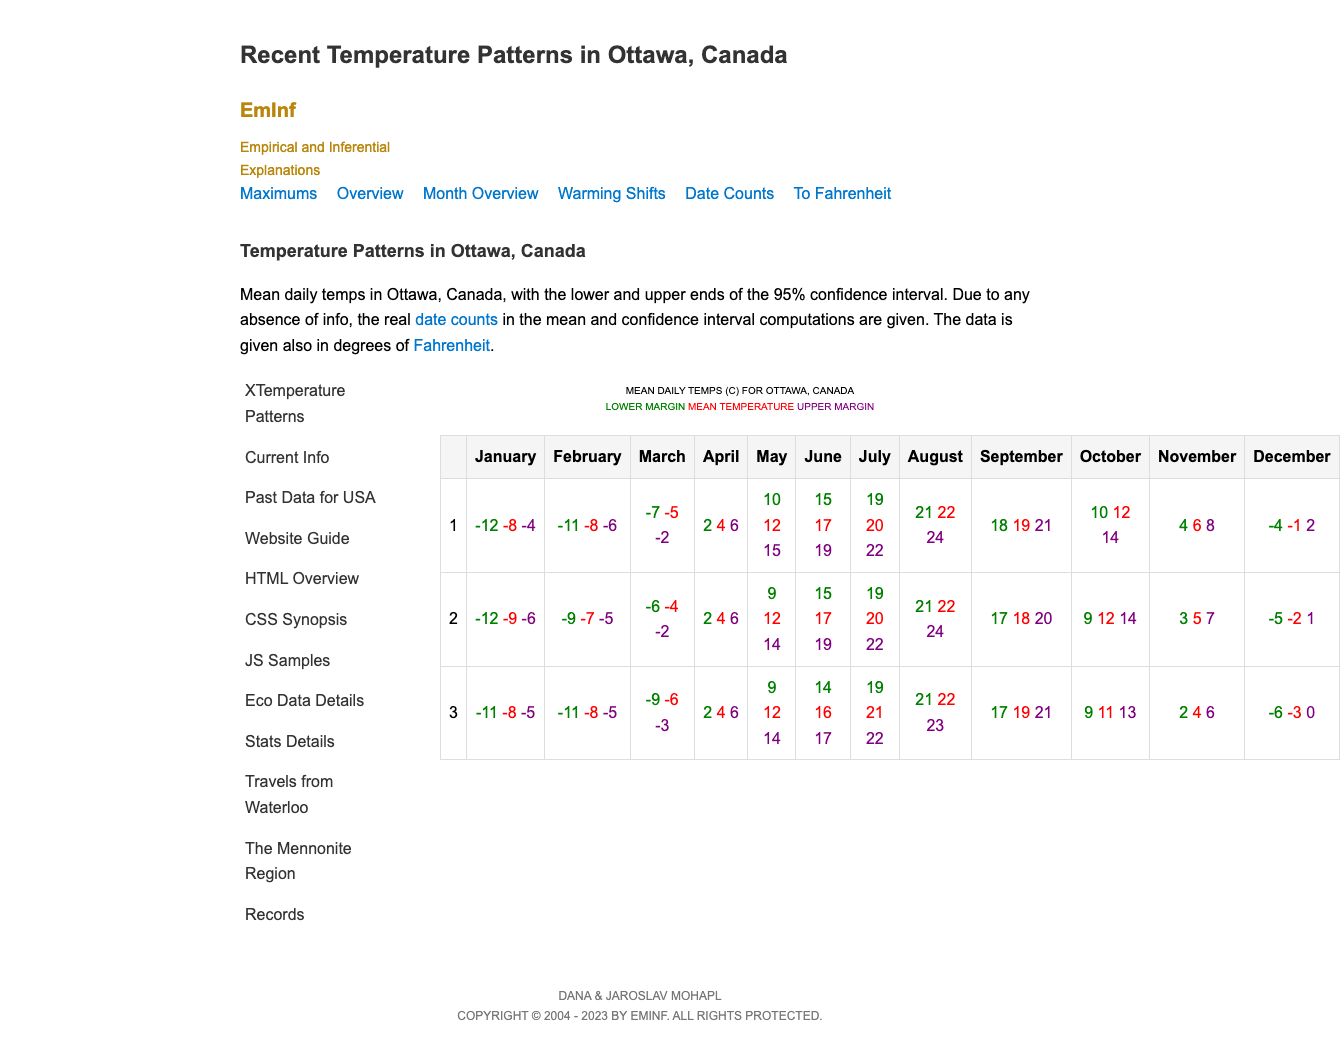 Recent Temperature Patterns in Ottawa, Canada
EmInf
Empirical and Inferential
Explanations
Maximums Overview Month Overview Warming Shifts Date Counts To Fahrenheit
Temperature Patterns in Ottawa, Canada
Mean daily temps in Ottawa, Canada, with the lower and upper ends of the 95% confidence interval. Due to any
absence of info, the real date counts in the mean and confidence interval computations are given. The data is
given also in degrees of Fahrenheit.
XTemperature
Patterns
Current Info
Past Data for USA
Website Guide
HTML Overview
CSS Synopsis
JS Samples
Eco Data Details
Stats Details
Travels from
Waterloo
The Mennonite
Region
Records
MEAN DAILY TEMPS (C) FOR OTTAWA, CANADA
LOWER MARGIN MEAN TEMPERATURE UPPER MARGIN
January February March April May June July August September October November December
1 -12 -8 -4 -11 -8 -6 -7 -5 -2 2 4 6 10 12 15 15 17 19 19 20 22 21 22 24 18 19 21 10 12 14 4 6 8 -4 -1 2
2 -12 -9 -6 -9 -7 -5 -6 -4 -2 2 4 6 9 12 14 15 17 19 19 20 22 21 22 24 17 18 20 9 12 14 3 5 7 -5 -2 1
3 -11 -8 -5 -11 -8 -5 -9 -6 -3 2 4 6 9 12 14 14 16 17 19 21 22 21 22 23 17 19 21 9 11 13 2 4 6 -6 -3 0
DANA & JAROSLAV MOHAPL
COPYRIGHT © 2004 - 2023 BY EMINF. ALL RIGHTS PROTECTED.